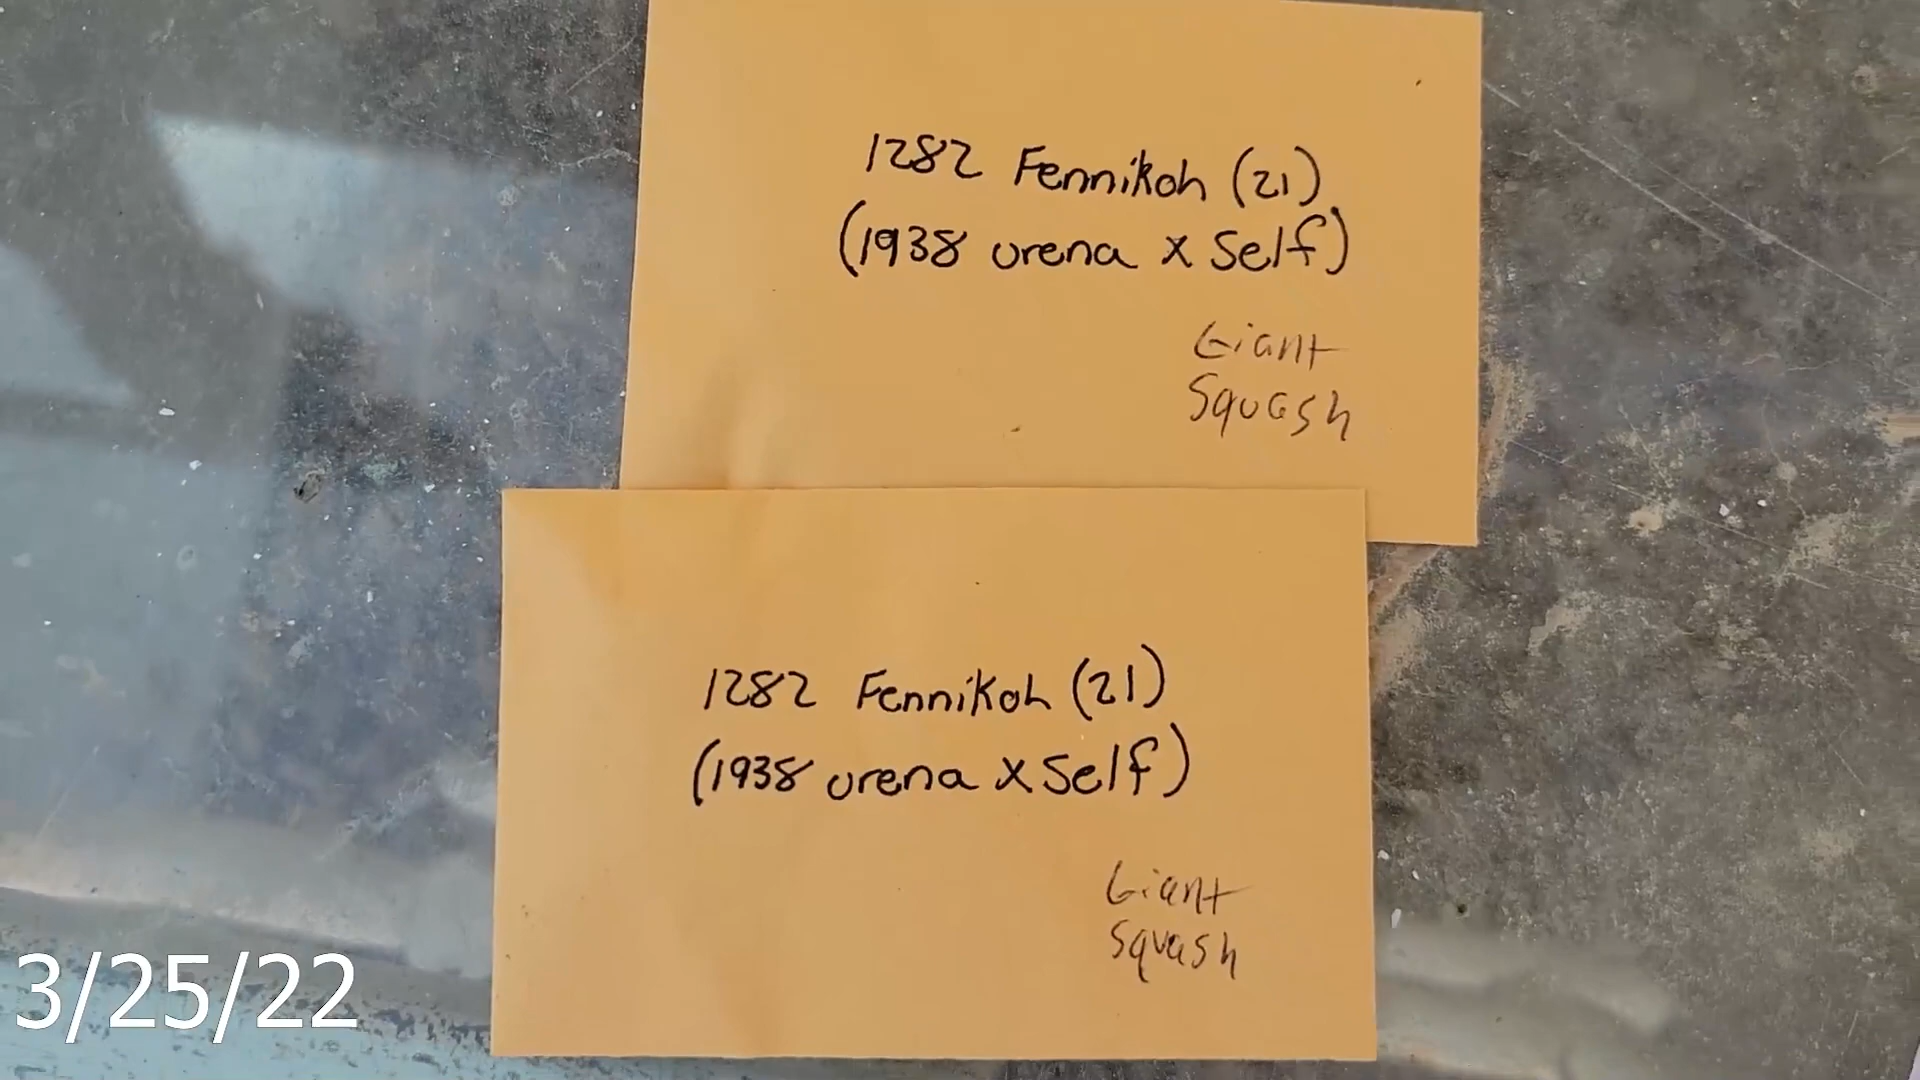 1282 Fennikoh (21)
(1938 urena x Self)
Giant
Squash
1282 Fennikoh (21)
(1938 urena x Self)
Giant
Squash
3/25/22